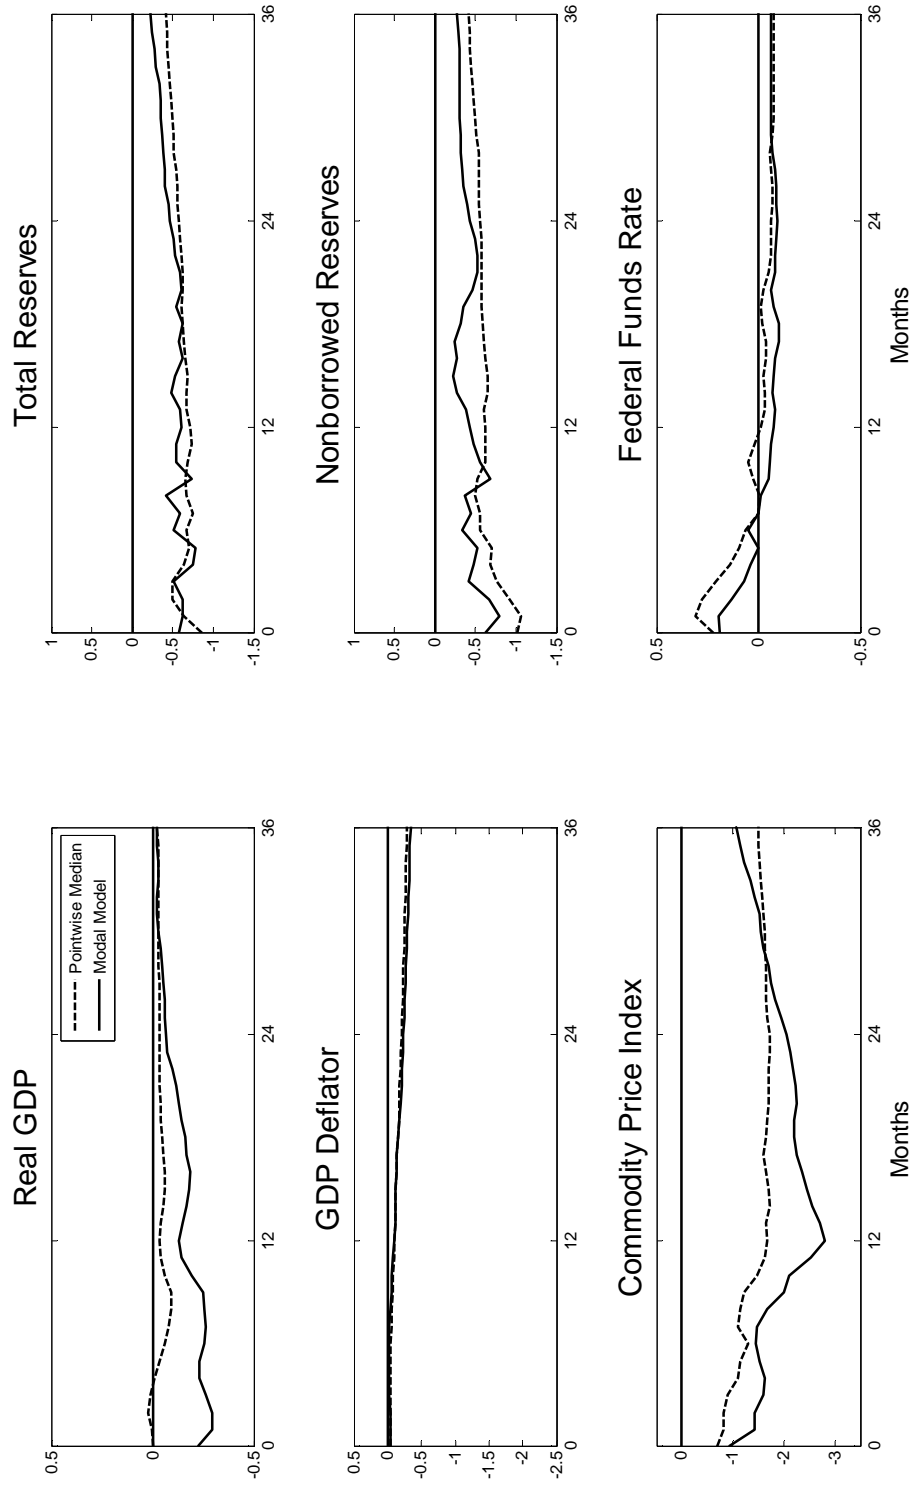 Real GDP
0.5
0
-0.5
0 12 24 36
Pointwise Median
Modal Model
Total Reserves
1
0.5
0
-0.5
-1
-1.5
0 12 24 36
GDP Deflator
0.5
0
-0.5
-1
-1.5
-2
-2.5
0 12 24 36
Nonborrowed Reserves
1
0.5
0
-0.5
-1
-1.5
0 12 24 36
Commodity Price Index
0
-1
-2
-3
0 12 24 36
Months
Federal Funds Rate
0.5
0
-0.5
0 12 24 36
Months